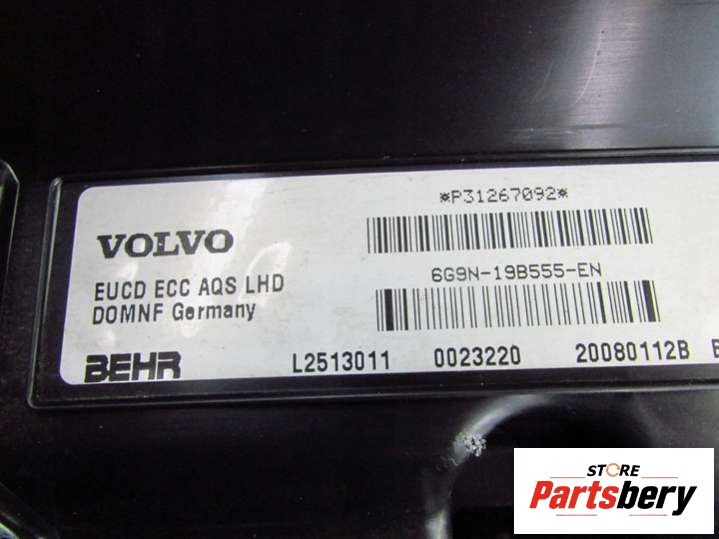 *P31267092*
VOLVO
6G9N-19B555-EN
EUCD ECC AQS LHD
DOMNF Germany
BEHR L2513011 0023220 20080112B
STORE
Partsbery